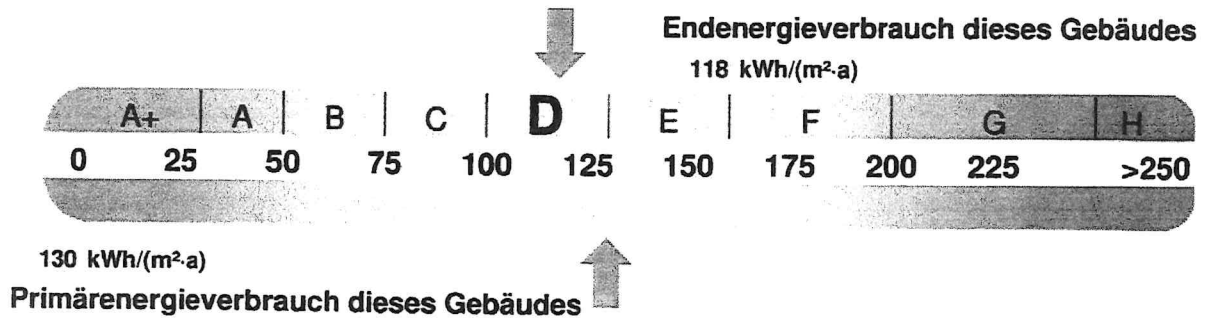 Endenergieverbrauch dieses Gebäudes
118 kWh/(m²·a)
A+ A B C D E F G H
0 25 50 75 100 125 150 175 200 225 >250
130 kWh/(m²·a)
Primärenergieverbrauch dieses Gebäudes